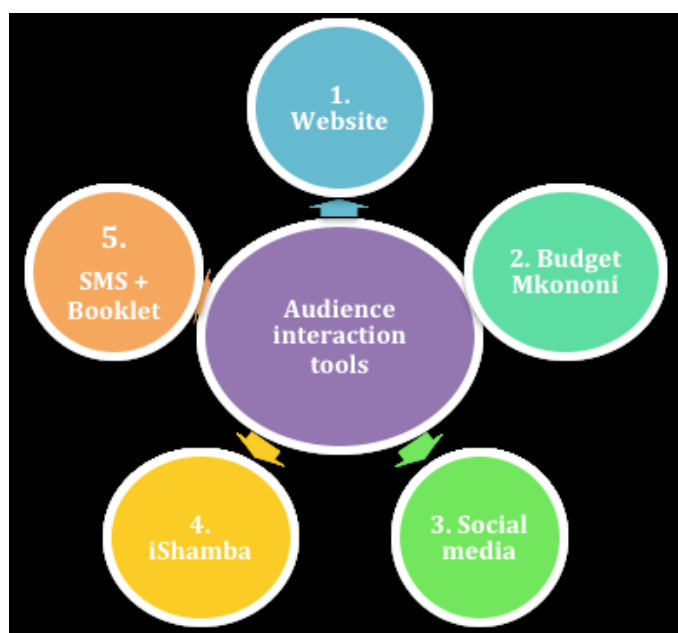 1.
Website
2. Budget
Mkononi
3. Social
media
4.
iShamba
5.
SMS +
Booklet
Audience
interaction
tools